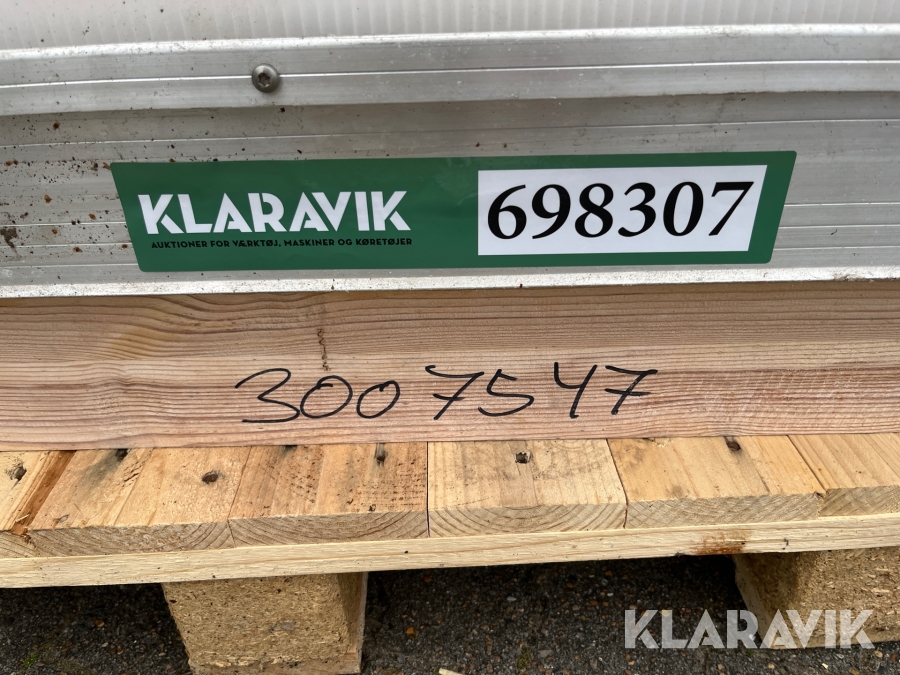 KLARAVIK
AUKTIONER FOR VÆRKTØJ, MASKINER OG KØRETØJER
698307
3007547
KLARAVIK